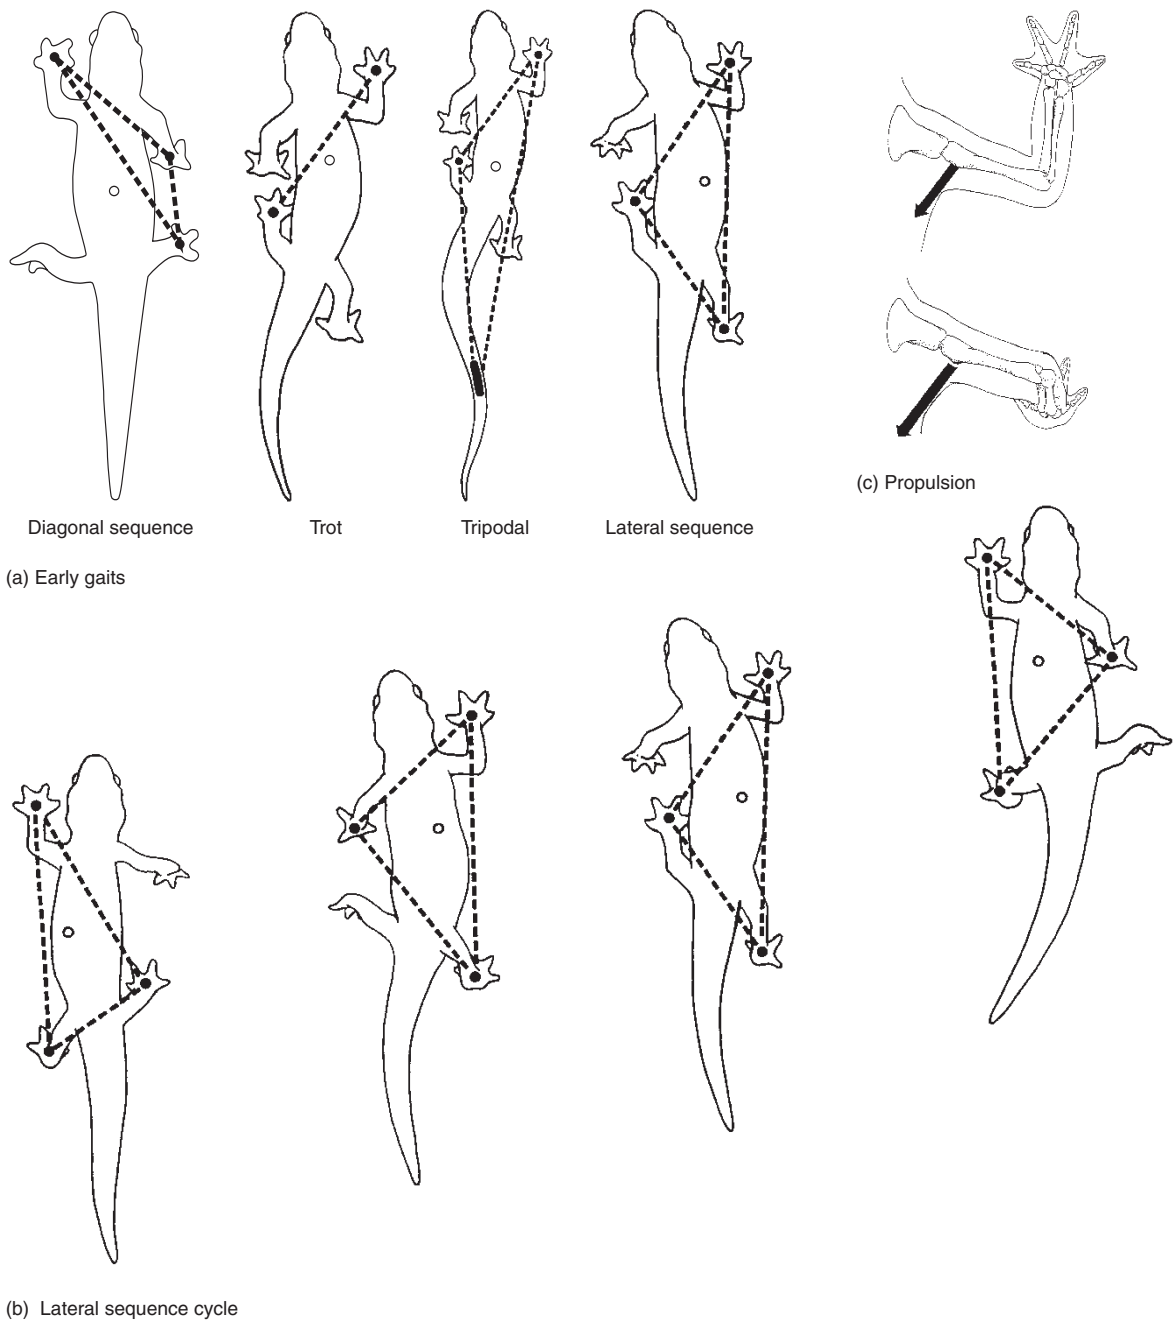 (c) Propulsion
Diagonal sequence
Trot
Tripodal
Lateral sequence
(a) Early gaits
(b) Lateral sequence cycle